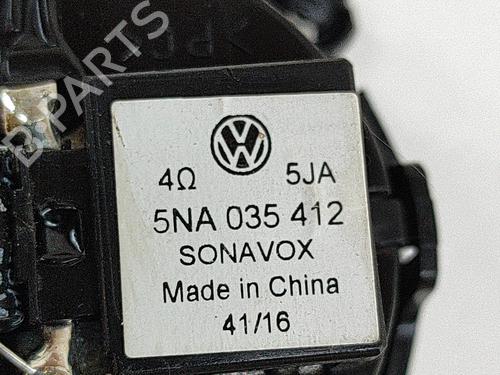 B-PARTS
4Ω 5JA
5NA 035 412
SONAVOX
Made in China
41/16